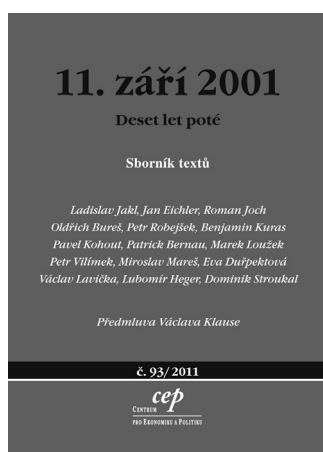 11. září 2001
Deset let poté
Sborník textů
Ladislav Jakl, Jan Eichler, Roman Joch
Oldřich Bureš, Petr Robejšek, Benjamin Kuras
Pavel Kohout, Patrick Bernau, Marek Loužek
Petr Vilímek, Miroslav Mareš, Eva Duřpektová
Václav Lavička, Lubomír Heger, Dominik Stroukal
Předmluva Václava Klause
č. 93/2011
cep
Centrum
pro Ekonomiku a Politiku